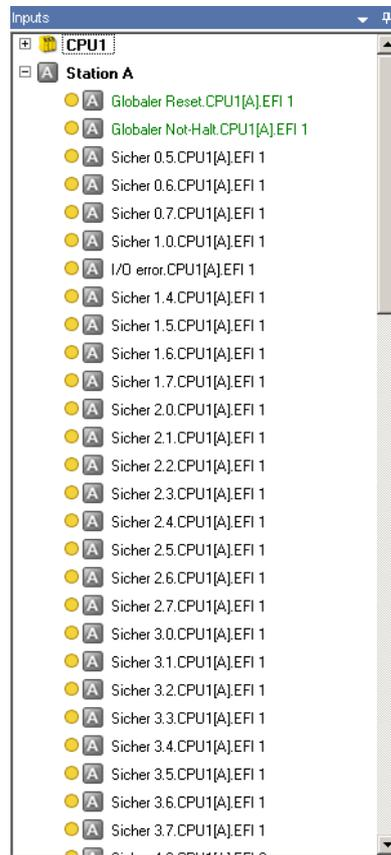 Inputs
CPU1
A Station A
A Globaler Reset.CPU1[A].EFI 1
A Globaler Not-Halt.CPU1[A].EFI 1
A Sicher 0.5.CPU1[A].EFI 1
A Sicher 0.6.CPU1[A].EFI 1
A Sicher 0.7.CPU1[A].EFI 1
A Sicher 1.0.CPU1[A].EFI 1
A I/O error.CPU1[A].EFI 1
A Sicher 1.4.CPU1[A].EFI 1
A Sicher 1.5.CPU1[A].EFI 1
A Sicher 1.6.CPU1[A].EFI 1
A Sicher 1.7.CPU1[A].EFI 1
A Sicher 2.0.CPU1[A].EFI 1
A Sicher 2.1.CPU1[A].EFI 1
A Sicher 2.2.CPU1[A].EFI 1
A Sicher 2.3.CPU1[A].EFI 1
A Sicher 2.4.CPU1[A].EFI 1
A Sicher 2.5.CPU1[A].EFI 1
A Sicher 2.6.CPU1[A].EFI 1
A Sicher 2.7.CPU1[A].EFI 1
A Sicher 3.0.CPU1[A].EFI 1
A Sicher 3.1.CPU1[A].EFI 1
A Sicher 3.2.CPU1[A].EFI 1
A Sicher 3.3.CPU1[A].EFI 1
A Sicher 3.4.CPU1[A].EFI 1
A Sicher 3.5.CPU1[A].EFI 1
A Sicher 3.6.CPU1[A].EFI 1
A Sicher 3.7.CPU1[A].EFI 1